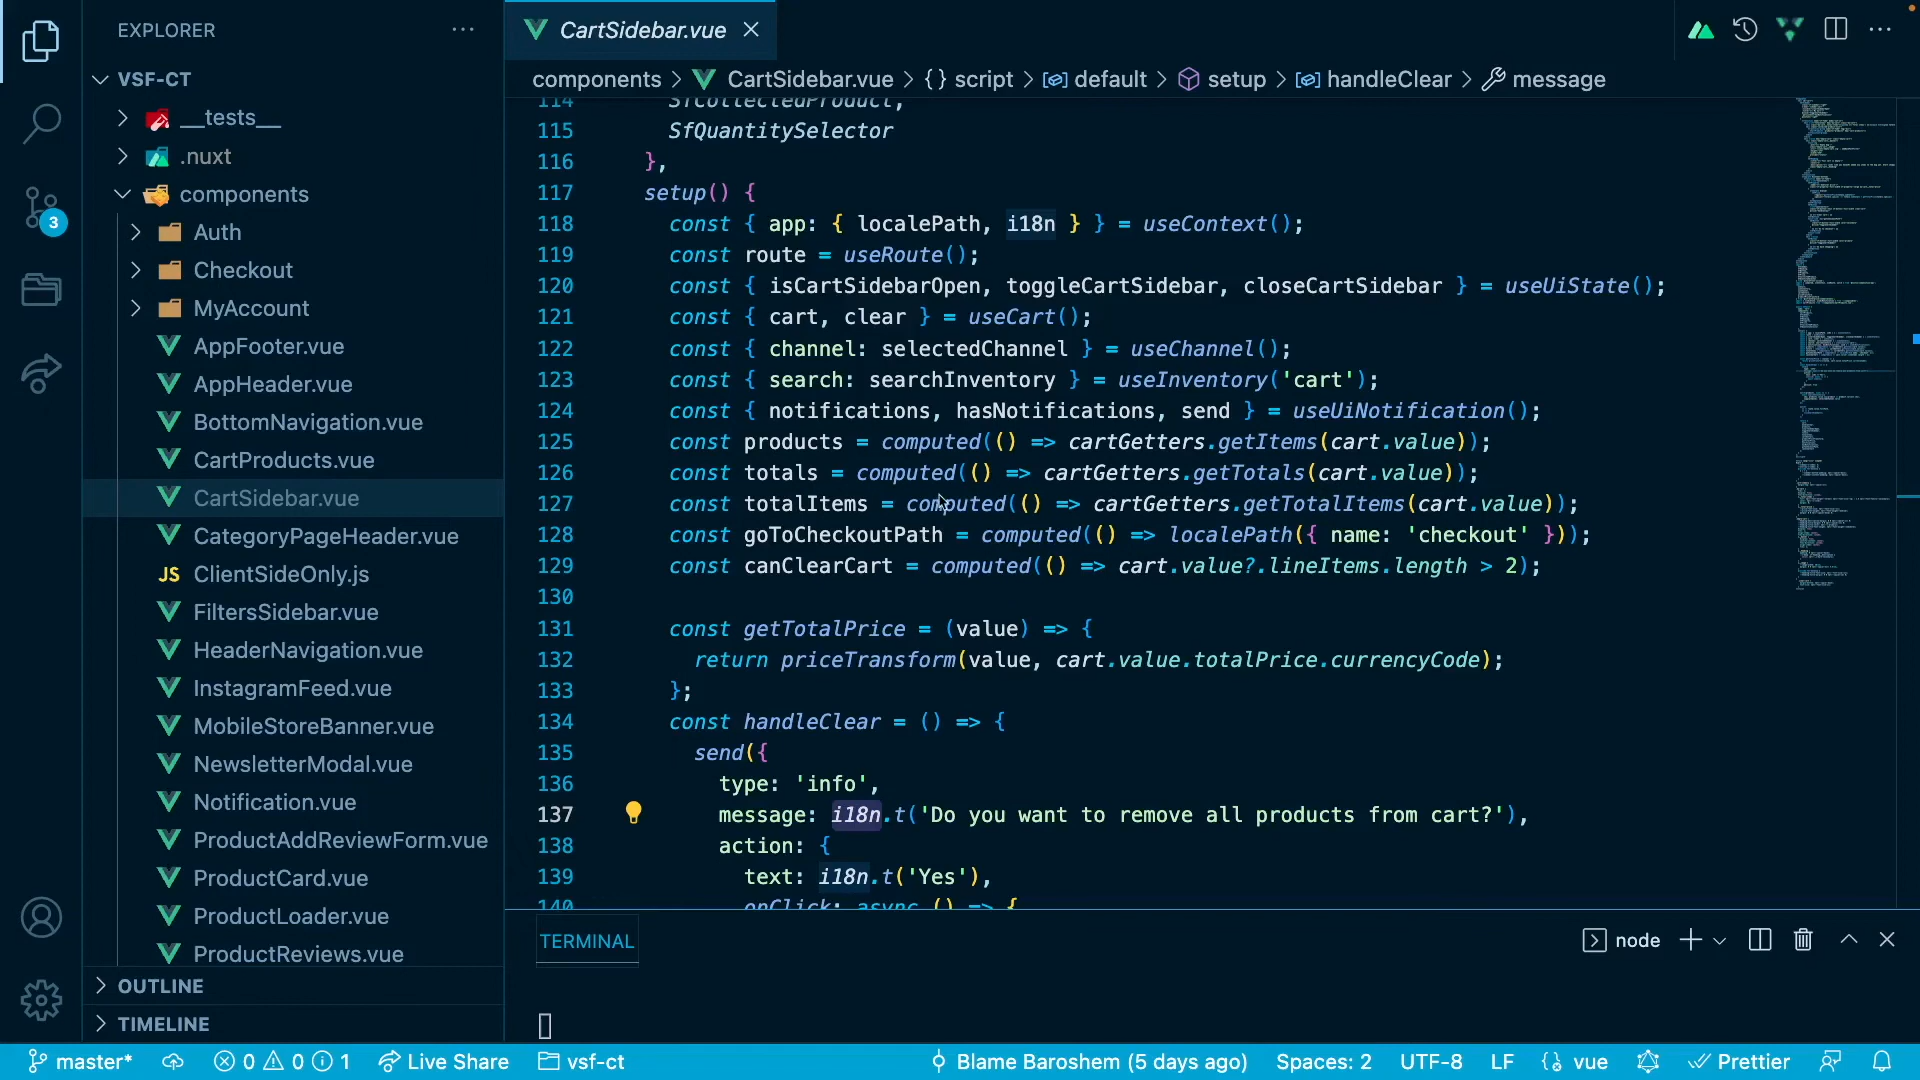 EXPLORER
VSF-CT
__tests__
.nuxt
components
Auth
Checkout
MyAccount
AppFooter.vue
AppHeader.vue
BottomNavigation.vue
CartProducts.vue
CartSidebar.vue
CategoryPageHeader.vue
JS ClientSideOnly.js
FiltersSidebar.vue
HeaderNavigation.vue
InstagramFeed.vue
MobileStoreBanner.vue
NewsletterModal.vue
Notification.vue
ProductAddReviewForm.vue
ProductCard.vue
ProductLoader.vue
ProductReviews.vue
OUTLINE
TIMELINE
3
CartSidebar.vue
components > CartSidebar.vue > {} script > default > setup > handleClear > message
114 SfCollectedProduct,
115 SfQuantitySelector
116 },
117 setup() {
118 const { app: { localePath, i18n } } = useContext();
119 const route = useRoute();
120 const { isCartSidebarOpen, toggleCartSidebar, closeCartSidebar } = useUiState();
121 const { cart, clear } = useCart();
122 const { channel: selectedChannel } = useChannel();
123 const { search: searchInventory } = useInventory('cart');
124 const { notifications, hasNotifications, send } = useUiNotification();
125 const products = computed(() => cartGetters.getItems(cart.value));
126 const totals = computed(() => cartGetters.getTotals(cart.value));
127 const totalItems = computed(() => cartGetters.getTotalItems(cart.value));
128 const goToCheckoutPath = computed(() => localePath({ name: 'checkout' }));
129 const canClearCart = computed(() => cart.value?.lineItems.length > 2);
130
131 const getTotalPrice = (value) => {
132 return priceTransform(value, cart.value.totalPrice.currencyCode);
133 };
134 const handleClear = () => {
135 send({
136 type: 'info',
137 message: i18n.t('Do you want to remove all products from cart?'),
138 action: {
139 text: i18n.t('Yes'),
140 onClick: async () => {
TERMINAL
node
master* 0 0 1 Live Share vsf-ct Blame Baroshem (5 days ago) Spaces: 2 UTF-8 LF vue Prettier